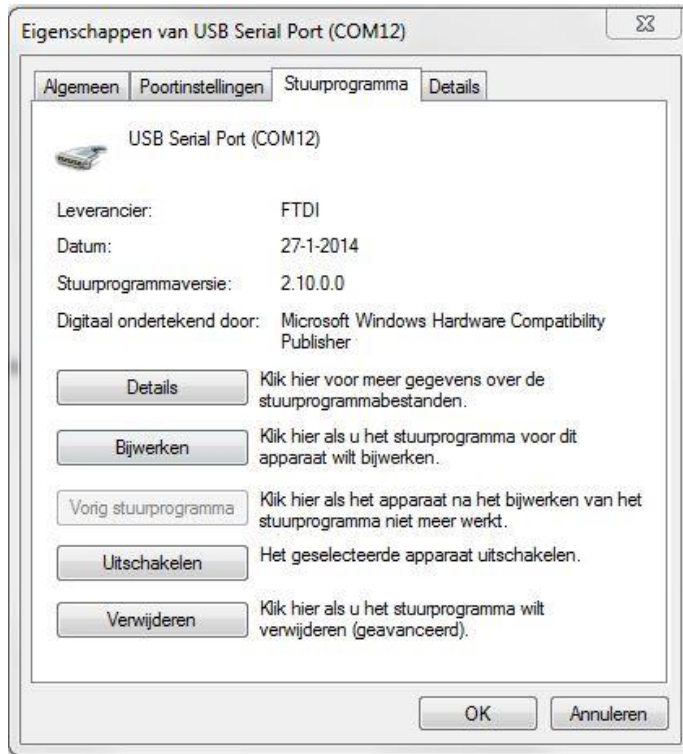 Eigenschappen van USB Serial Port (COM12)
Algemeen
Poortinstellingen
Stuurprogramma
Details
USB Serial Port (COM12)
Leverancier: FTDI
Datum: 27-1-2014
Stuurprogrammaversie: 2.10.0.0
Digitaal ondertekend door: Microsoft Windows Hardware Compatibility
Publisher
Details
Klik hier voor meer gegevens over de
stuurprogrammabestanden.
Bijwerken
Klik hier als u het stuurprogramma voor dit
apparaat wilt bijwerken.
Vorig stuurprogramma
Klik hier als het apparaat na het bijwerken van het
stuurprogramma niet meer werkt.
Uitschakelen
Het geselecteerde apparaat uitschakelen.
Verwijderen
Klik hier als u het stuurprogramma wilt
verwijderen (geavanceerd).
OK
Annuleren